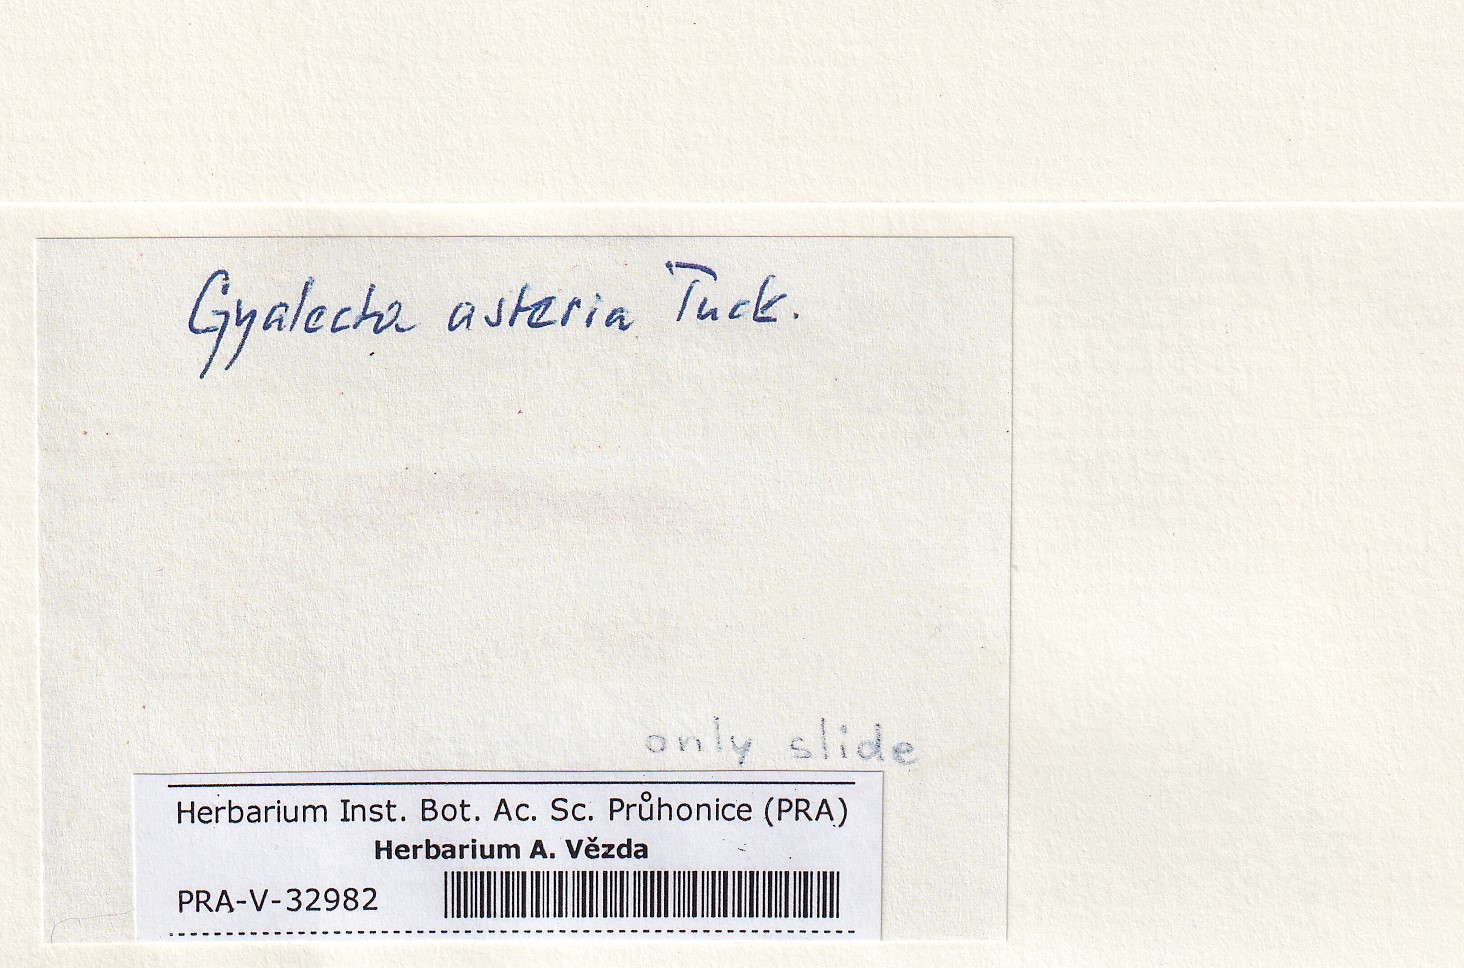 Gyalecta asteria Tuck.
only slide
Herbarium Inst. Bot. Ac. Sc. Průhonice (PRA)
Herbarium A. Vězda
PRA-V-32982